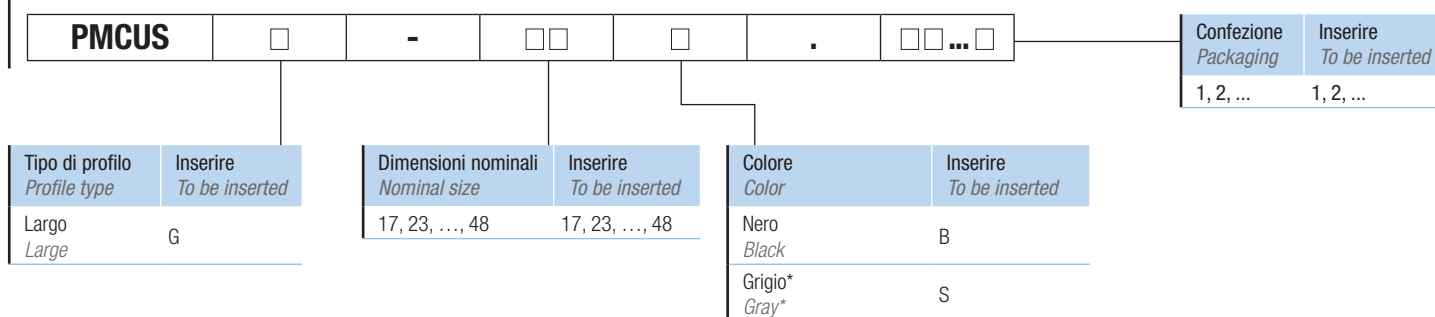 PMCUS □ - □□ □ . □□...□
Confezione Inserire
Packaging To be inserted
1, 2, ... 1, 2, ...
Tipo di profilo Inserire
Profile type To be inserted
Largo G
Large
Dimensioni nominali Inserire
Nominal size To be inserted
17, 23, …, 48 17, 23, …, 48
Colore Inserire
Color To be inserted
Nero B
Black
Grigio* S
Gray*